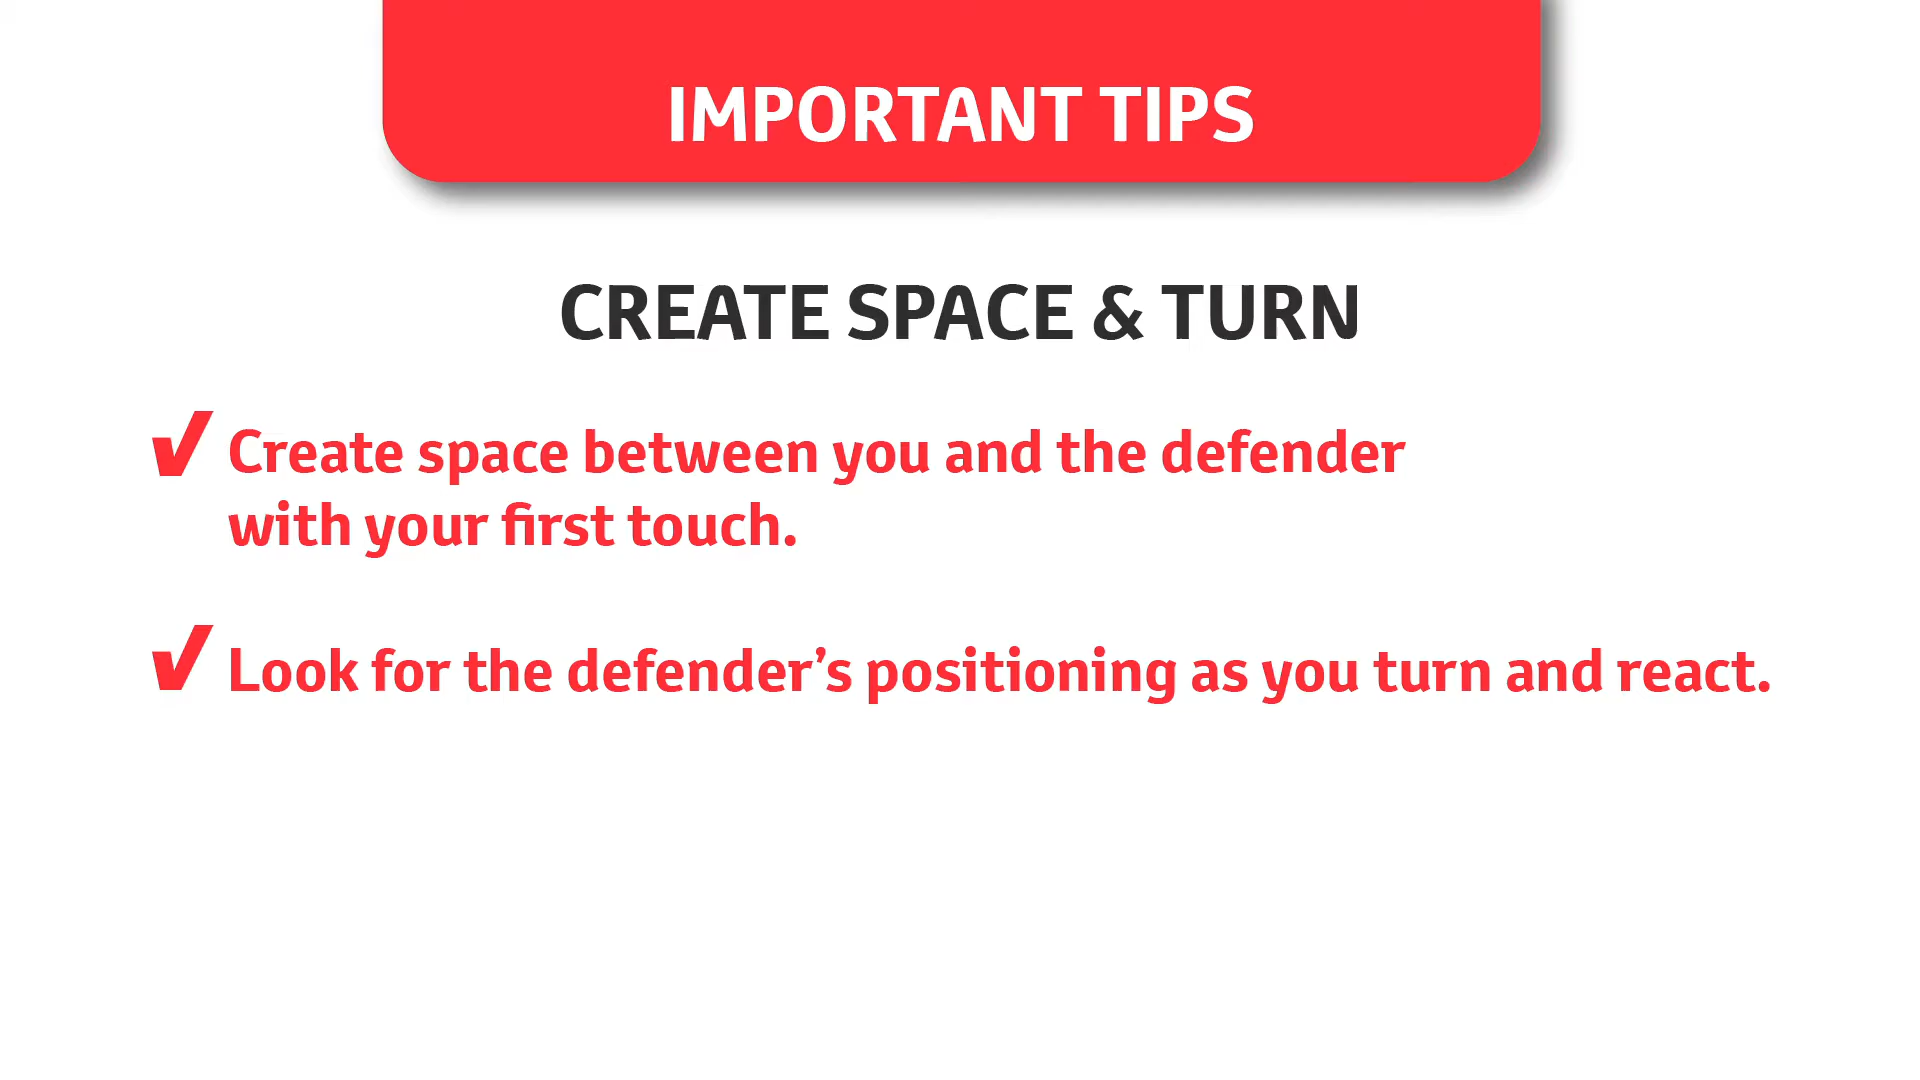 IMPORTANT TIPS
CREATE SPACE & TURN
✔ Create space between you and the defender
with your first touch.
✔ Look for the defender’s positioning as you turn and react.